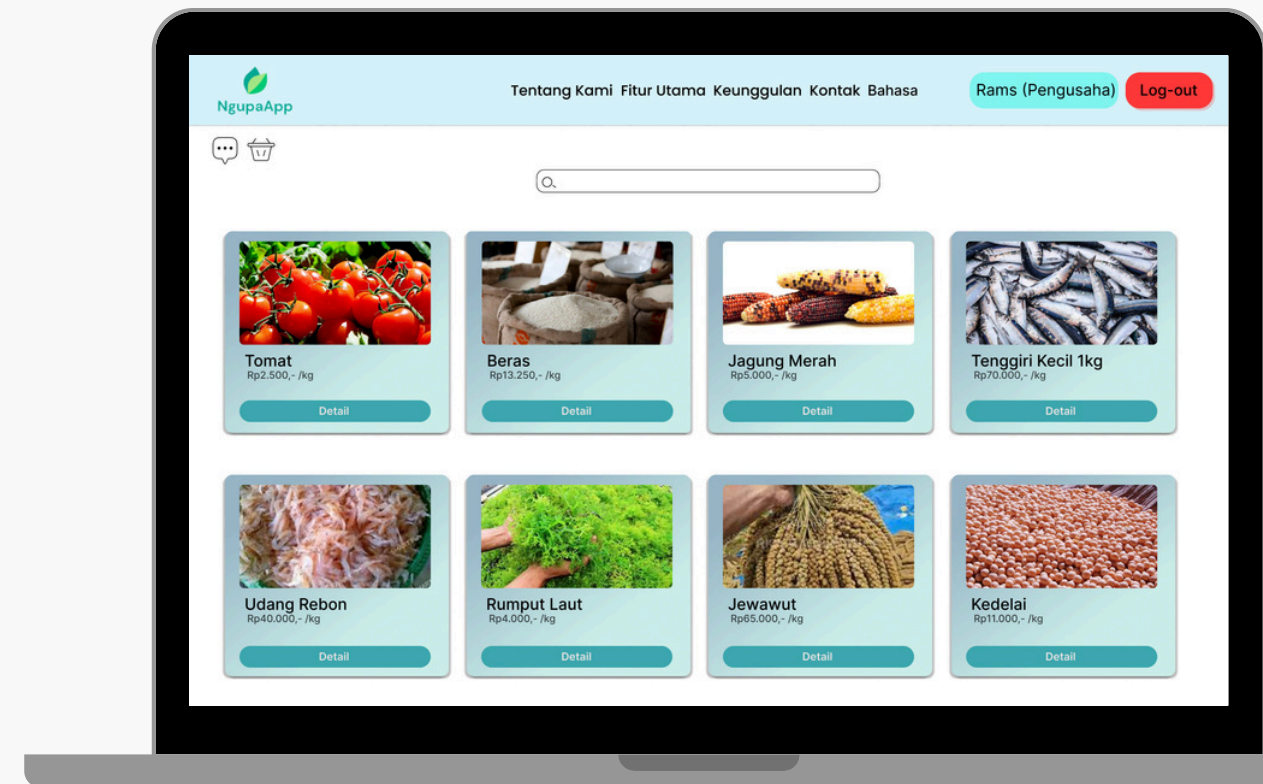 NgupaApp
Tentang Kami Fitur Utama Keunggulan Kontak Bahasa
Rams (Pengusaha)
Log-out
Tomat
Rp2.500,- /kg
Detail
Beras
Rp13.250,- /kg
Detail
Jagung Merah
Rp5.000,- /kg
Detail
Tenggiri Kecil 1kg
Rp70.000,- /kg
Detail
Udang Rebon
Rp40.000,- /kg
Detail
Rumput Laut
Rp4.000,- /kg
Detail
Jewawut
Rp65.000,- /kg
Detail
Kedelai
Rp11.000,- /kg
Detail